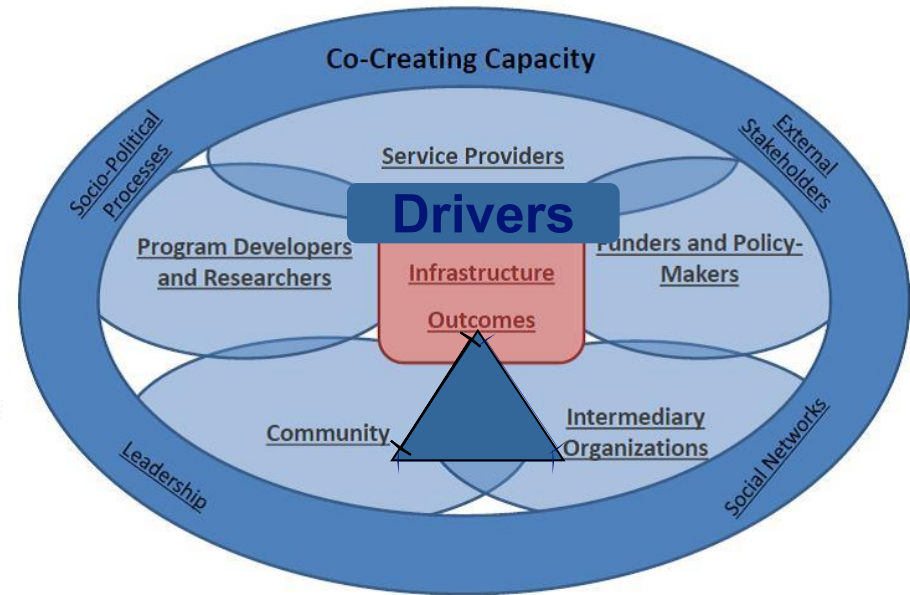 Co-Creating Capacity
Socio-Political
Processes
External
Stakeholders
Service Providers
Drivers
Program Developers
and Researchers
Funders and Policy-
Makers
Infrastructure
Outcomes
Community
Intermediary
Organizations
Leadership
Social Networks